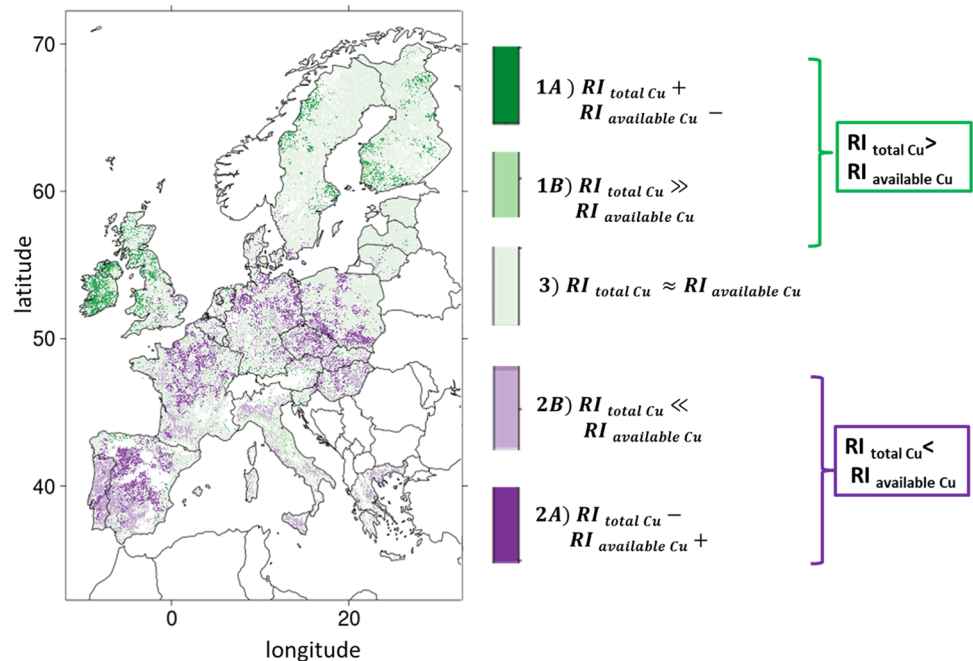 70
60
50
40
latitude
0
20
longitude
1A ) RI total Cu +
RI available Cu −
1B) RI total Cu ≫
RI available Cu
3) RI total Cu ≈ RI available Cu
2B) RI total Cu ≪
RI available Cu
2A) RI total Cu −
RI available Cu +
RI total Cu >
RI available Cu
RI total Cu <
RI available Cu